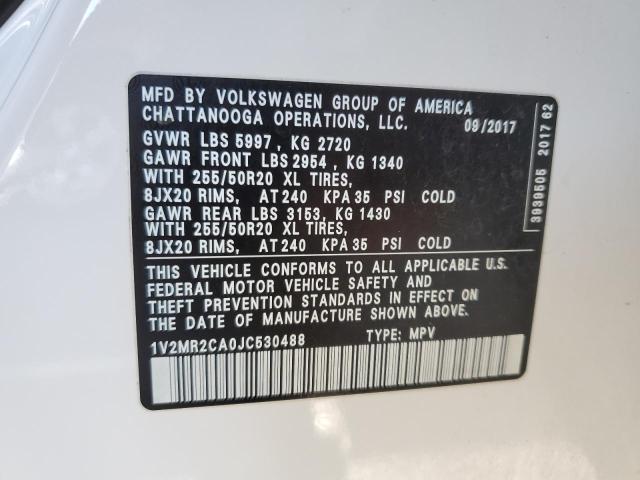 MFD BY VOLKSWAGEN GROUP OF AMERICA
CHATTANOOGA OPERATIONS, LLC. 09/2017
GVWR LBS 5997, KG 2720
GAWR FRONT LBS 2954, KG 1340
WITH 255/50R20 XL TIRES,
8JX20 RIMS, AT 240 KPA 35 PSI COLD
GAWR REAR LBS 3153, KG 1430
WITH 255/50R20 XL TIRES,
8JX20 RIMS, AT 240 KPA 35 PSI COLD
THIS VEHICLE CONFORMS TO ALL APPLICABLE U.S.
FEDERAL MOTOR VEHICLE SAFETY AND
THEFT PREVENTION STANDARDS IN EFFECT ON
THE DATE OF MANUFACTURE SHOWN ABOVE.
1V2MR2CA0JC530488 TYPE: MPV
3939505 2017 62